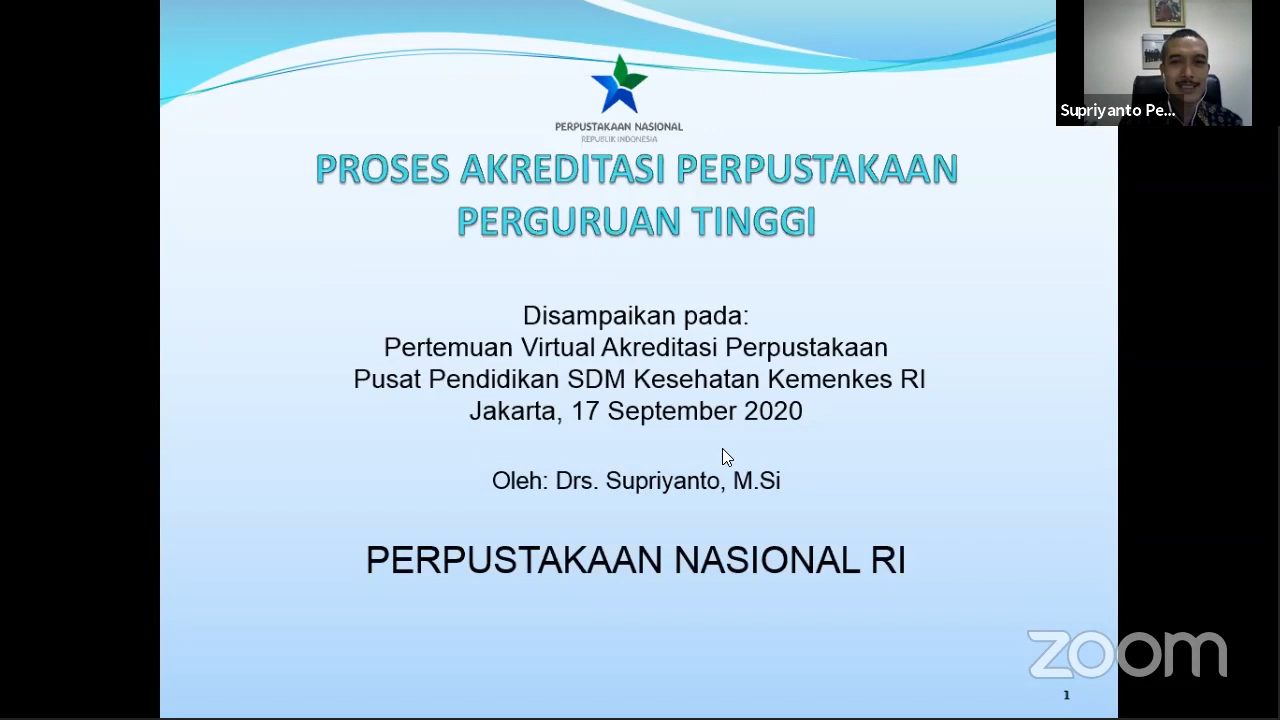 PERPUSTAKAAN NASIONAL
REPUBLIK INDONESIA
PROSES AKREDITASI PERPUSTAKAAN
PERGURUAN TINGGI
Disampaikan pada:
Pertemuan Virtual Akreditasi Perpustakaan
Pusat Pendidikan SDM Kesehatan Kemenkes RI
Jakarta, 17 September 2020
Oleh: Drs. Supriyanto, M.Si
PERPUSTAKAAN NASIONAL RI
1
Supriyanto Pe...
zoom